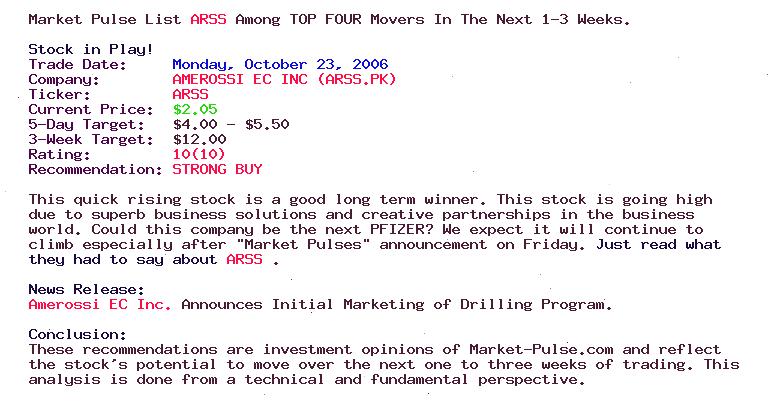 Market Pulse List ARSS Among TOP FOUR Movers In The Next 1-3 Weeks.
Stock in Play!
Trade Date: Monday, October 23, 2006
Company: AMEROSSI EC INC (ARSS.PK)
Ticker: ARSS
Current Price: $2.05
5-Day Target: $4.00 - $5.50
3-Week Target: $12.00
Rating: 10(10)
Recommendation: STRONG BUY
This quick rising stock is a good long term winner. This stock is going high
due to superb business solutions and creative partnerships in the business
world. Could this company be the next PFIZER? We expect it will continue to
climb especially after "Market Pulses" announcement on Friday. Just read what
they had to say about ARSS .
News Release:
Amerossi EC Inc. Announces Initial Marketing of Drilling Program.
Conclusion:
These recommendations are investment opinions of Market-Pulse.com and reflect
the stock's potential to move over the next one to three weeks of trading. This
analysis is done from a technical and fundamental perspective.